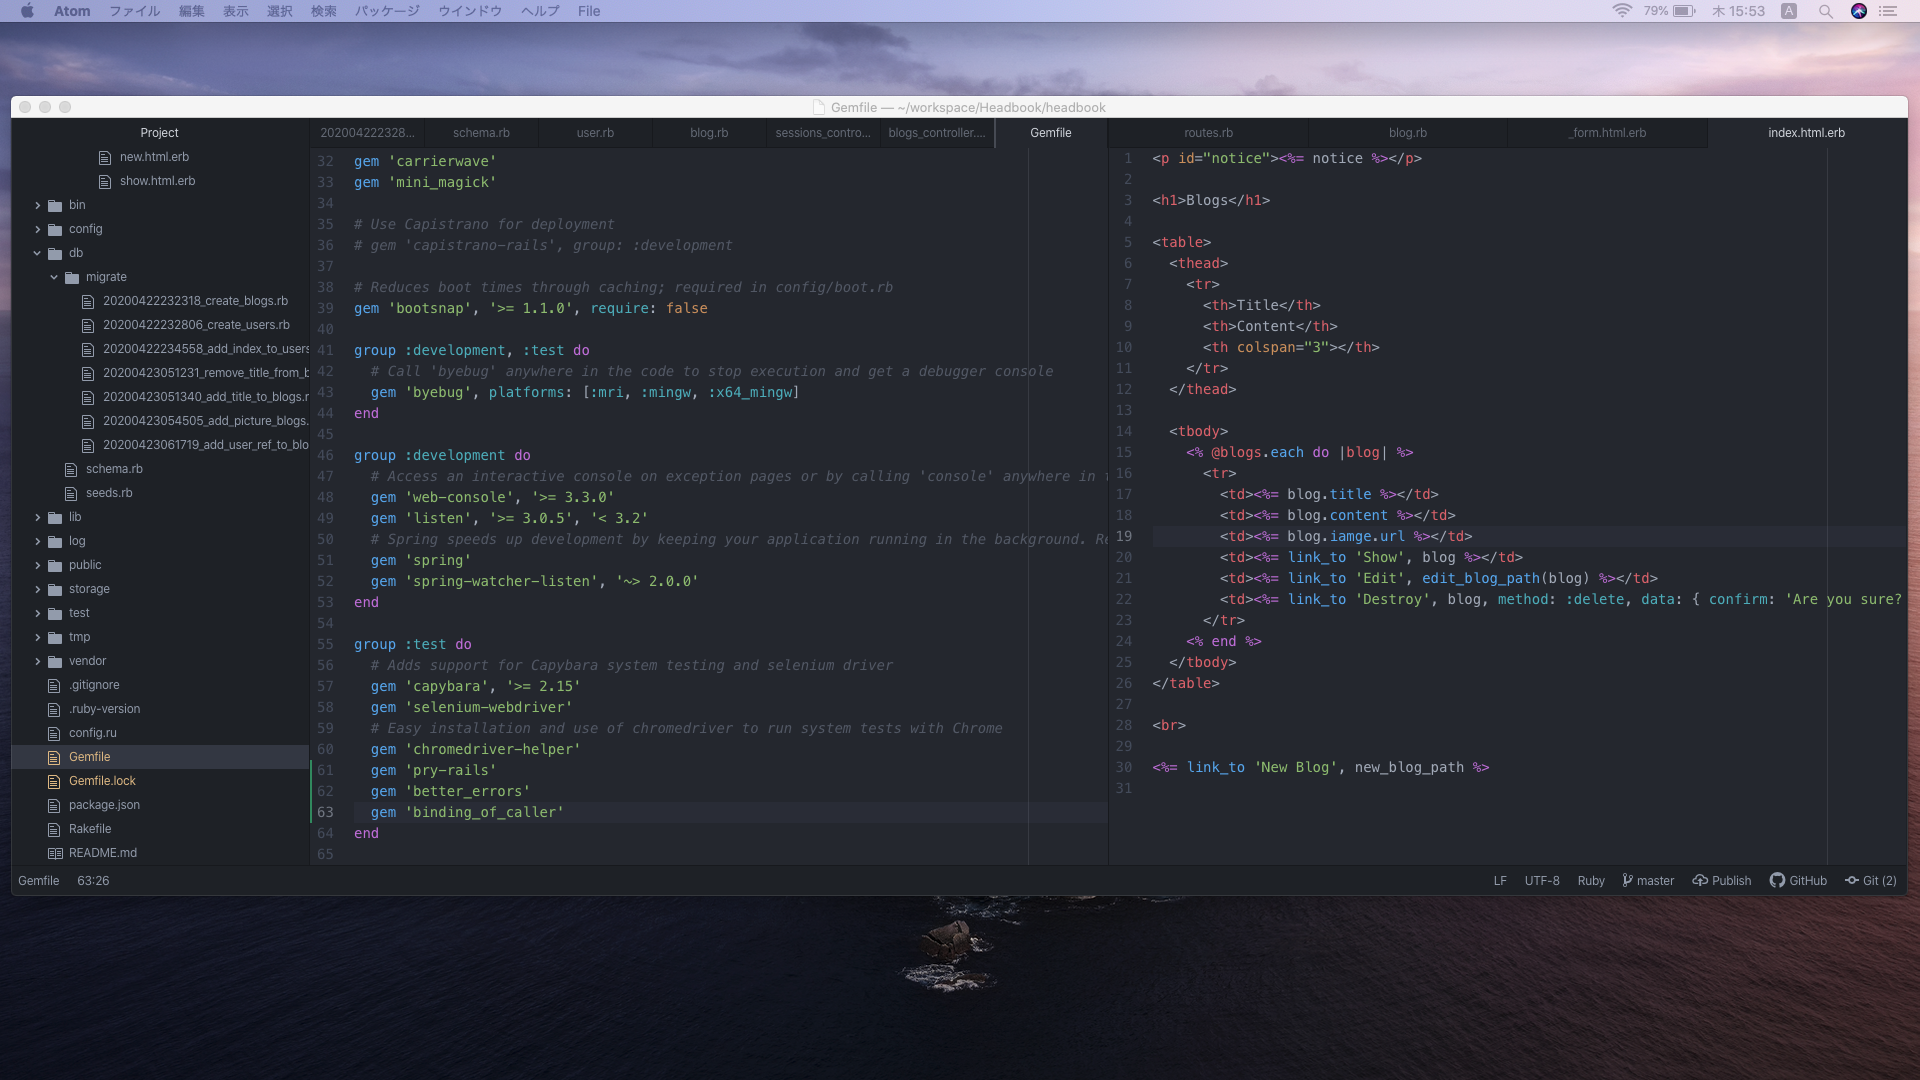 Atom ファイル 編集 表示 選択 検索 パッケージ ウインドウ ヘルプ File 79% 木 15:53 A
Gemfile — ~/workspace/Headbook/headbook
Project
new.html.erb
show.html.erb
bin
config
db
migrate
20200422232318_create_blogs.rb
20200422232806_create_users.rb
20200422234558_add_index_to_users
20200423051231_remove_title_from_b
20200423051340_add_title_to_blogs.r
20200423054505_add_picture_blogs.
20200423061719_add_user_ref_to_blo
schema.rb
seeds.rb
lib
log
public
storage
test
tmp
vendor
.gitignore
.ruby-version
config.ru
Gemfile
Gemfile.lock
package.json
Rakefile
README.md
202004222328... schema.rb user.rb blog.rb sessions_contro... blogs_controller.... Gemfile
32 gem 'carrierwave'
33 gem 'mini_magick'
34
35 # Use Capistrano for deployment
36 # gem 'capistrano-rails', group: :development
37
38 # Reduces boot times through caching; required in config/boot.rb
39 gem 'bootsnap', '>= 1.1.0', require: false
40
41 group :development, :test do
42 # Call 'byebug' anywhere in the code to stop execution and get a debugger console
43 gem 'byebug', platforms: [:mri, :mingw, :x64_mingw]
44 end
45
46 group :development do
47 # Access an interactive console on exception pages or by calling 'console' anywhere in t
48 gem 'web-console', '>= 3.3.0'
49 gem 'listen', '>= 3.0.5', '< 3.2'
50 # Spring speeds up development by keeping your application running in the background. Re
51 gem 'spring'
52 gem 'spring-watcher-listen', '~> 2.0.0'
53 end
54
55 group :test do
56 # Adds support for Capybara system testing and selenium driver
57 gem 'capybara', '>= 2.15'
58 gem 'selenium-webdriver'
59 # Easy installation and use of chromedriver to run system tests with Chrome
60 gem 'chromedriver-helper'
61 gem 'pry-rails'
62 gem 'better_errors'
63 gem 'binding_of_caller'
64 end
65
routes.rb blog.rb _form.html.erb index.html.erb
1 <p id="notice"><%= notice %></p>
2
3 <h1>Blogs</h1>
4
5 <table>
6 <thead>
7 <tr>
8 <th>Title</th>
9 <th>Content</th>
10 <th colspan="3"></th>
11 </tr>
12 </thead>
13
14 <tbody>
15 <% @blogs.each do |blog| %>
16 <tr>
17 <td><%= blog.title %></td>
18 <td><%= blog.content %></td>
19 <td><%= blog.iamge.url %></td>
20 <td><%= link_to 'Show', blog %></td>
21 <td><%= link_to 'Edit', edit_blog_path(blog) %></td>
22 <td><%= link_to 'Destroy', blog, method: :delete, data: { confirm: 'Are you sure?
23 </tr>
24 <% end %>
25 </tbody>
26 </table>
27
28 <br>
29
30 <%= link_to 'New Blog', new_blog_path %>
31
Gemfile 63:26 LF UTF-8 Ruby master Publish GitHub Git (2)